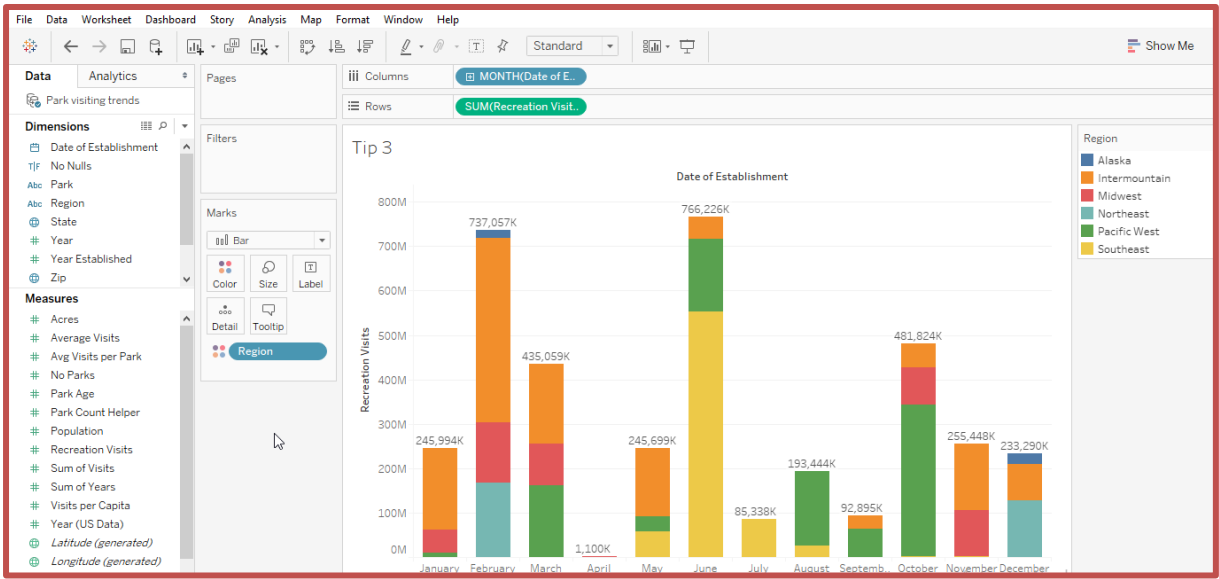 File Data Worksheet Dashboard Story Analysis Map Format Window Help
Standard
Show Me
Data Analytics
Park visiting trends
Dimensions
Date of Establishment
T|F No Nulls
Abc Park
Abc Region
State
# Year
# Year Established
Zip
Measures
# Acres
# Average Visits
# Avg Visits per Park
# No Parks
# Park Age
# Park Count Helper
# Population
# Recreation Visits
# Sum of Visits
# Sum of Years
# Visits per Capita
# Year (US Data)
Latitude (generated)
Longitude (generated)
Pages
Filters
Marks
Bar
Color Size Label
Detail Tooltip
Region
Columns MONTH(Date of E..
Rows SUM(Recreation Visit..
Tip 3
Date of Establishment
Recreation Visits
800M
700M
600M
500M
400M
300M
200M
100M
0M
245,994K
737,057K
435,059K
1,100K
245,699K
766,226K
85,338K
193,444K
92,895K
481,824K
255,448K
233,290K
January February March April May June July August Septemb.. October November December
Region
Alaska
Intermountain
Midwest
Northeast
Pacific West
Southeast